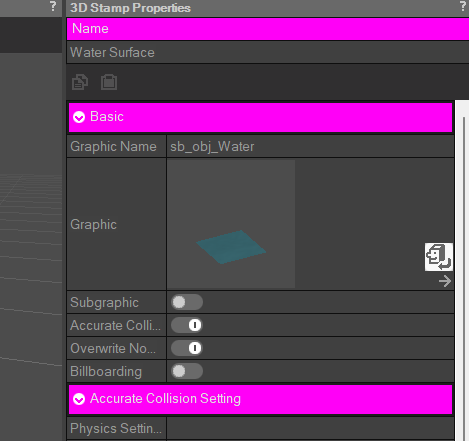 ? 3D Stamp Properties ?
Name
Water Surface
Basic
Graphic Name sb_obj_Water
Graphic
Subgraphic
Accurate Colli...
Overwrite No...
Billboarding
Accurate Collision Setting
Physics Settin...